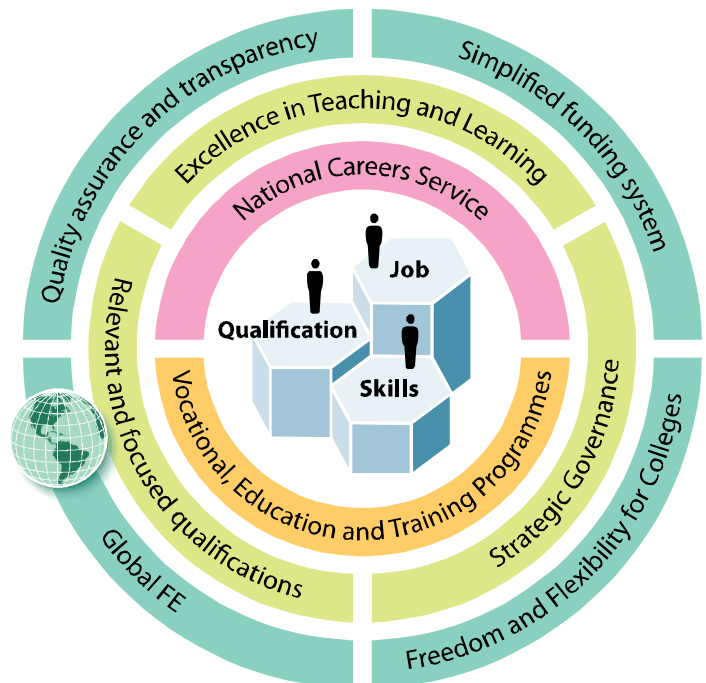 Quality assurance and transparency
Simplified funding system
Excellence in Teaching and Learning
National Careers Service
Job
Qualification
Skills
Relevant and focused qualifications
Vocational, Education and Training Programmes
Strategic Governance
Global FE
Freedom and Flexibility for Colleges